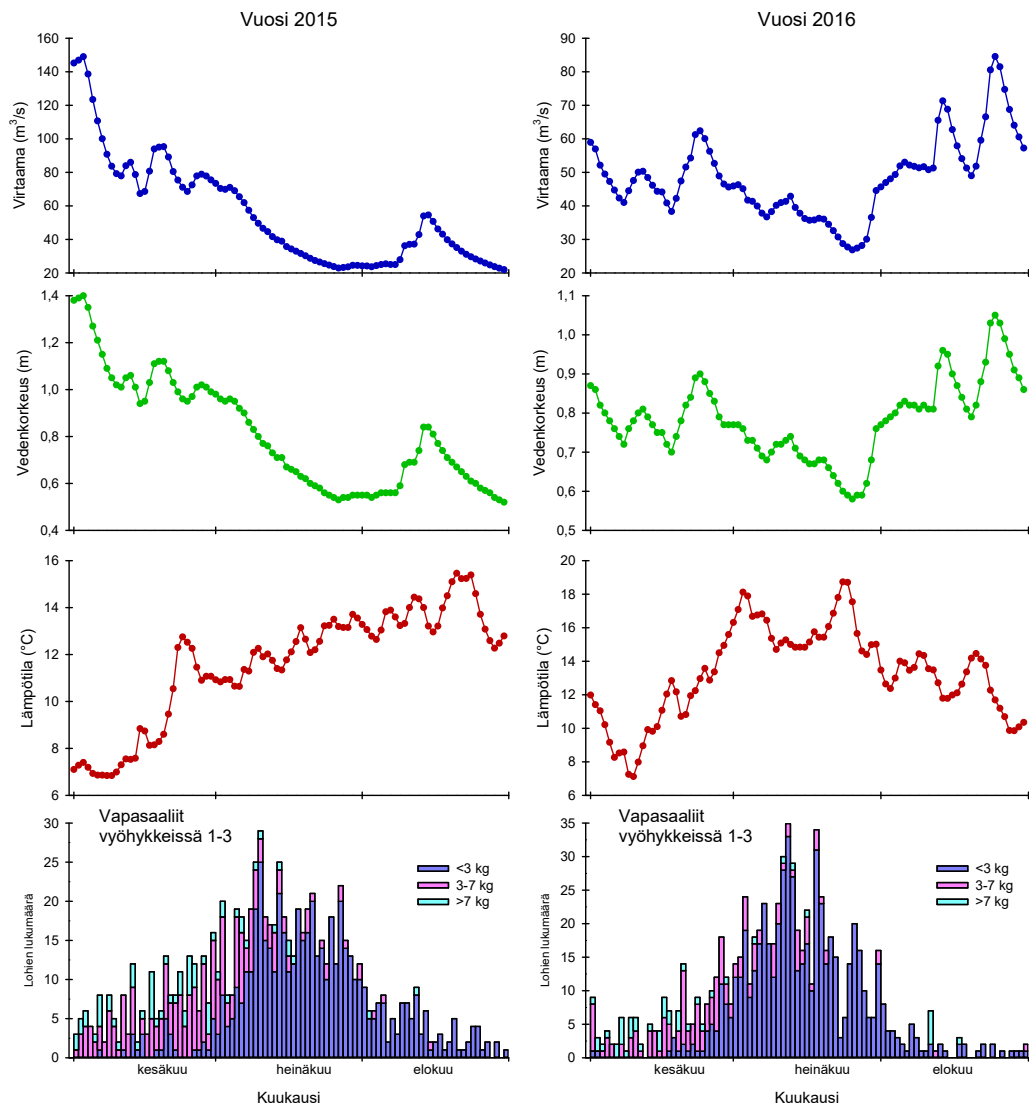 Vuosi 2015
Vuosi 2016
Virtaama (m³/s)
160
140
120
100
80
60
40
20
Virtaama (m³/s)
90
80
70
60
50
40
30
20
Vedenkorkeus (m)
1,4
1,2
1,0
0,8
0,6
0,4
Vedenkorkeus (m)
1,1
1,0
0,9
0,8
0,7
0,6
0,5
Lämpötila (°C)
16
14
12
10
8
6
Lämpötila (°C)
20
18
16
14
12
10
8
6
Vapasaaliit
vyöhykkeissä 1-3
<3 kg
3-7 kg
>7 kg
Lohien lukumäärä
30
25
20
15
10
5
0
kesäkuu
heinäkuu
elokuu
Kuukausi
Vapasaaliit
vyöhykkeissä 1-3
<3 kg
3-7 kg
>7 kg
Lohien lukumäärä
35
30
25
20
15
10
5
0
kesäkuu
heinäkuu
elokuu
Kuukausi